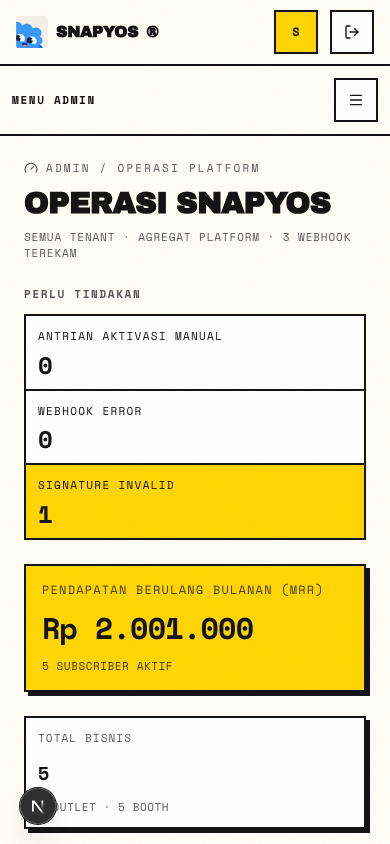 SNAPYOS ®
S
MENU ADMIN
ADMIN / OPERASI PLATFORM
OPERASI SNAPYOS
SEMUA TENANT · AGREGAT PLATFORM · 3 WEBHOOK
TEREKAM
PERLU TINDAKAN
ANTRIAN AKTIVASI MANUAL
0
WEBHOOK ERROR
0
SIGNATURE INVALID
1
PENDAPATAN BERULANG BULANAN (MRR)
Rp 2.001.000
5 SUBSCRIBER AKTIF
TOTAL BISNIS
5
OUTLET · 5 BOOTH
N